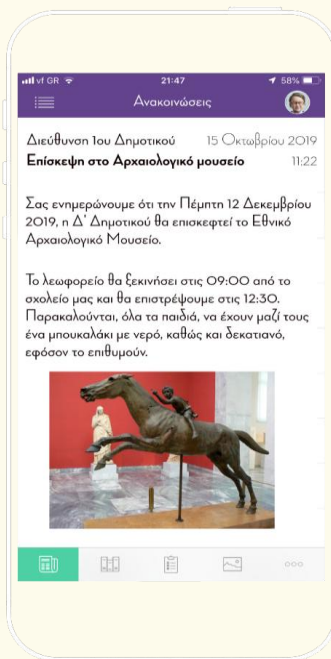 vf GR 21:47 58%
Ανακοινώσεις
Διεύθυνση 1ου Δημοτικού 15 Οκτωβρίου 2019
Επίσκεψη στο Αρχαιολογικό μουσείο 11:22
Σας ενημερώνουμε ότι την Πέμπτη 12 Δεκεμβρίου
2019, η Δ΄ Δημοτικού θα επισκεφτεί το Εθνικό
Αρχαιολογικό Μουσείο.
Το λεωφορείο θα ξεκινήσει στις 09:00 από το
σχολείο μας και θα επιστρέψουμε στις 12:30.
Παρακαλούνται, όλα τα παιδιά, να έχουν μαζί τους
ένα μπουκαλάκι με νερό, καθώς και δεκατιανό,
εφόσον το επιθυμούν.